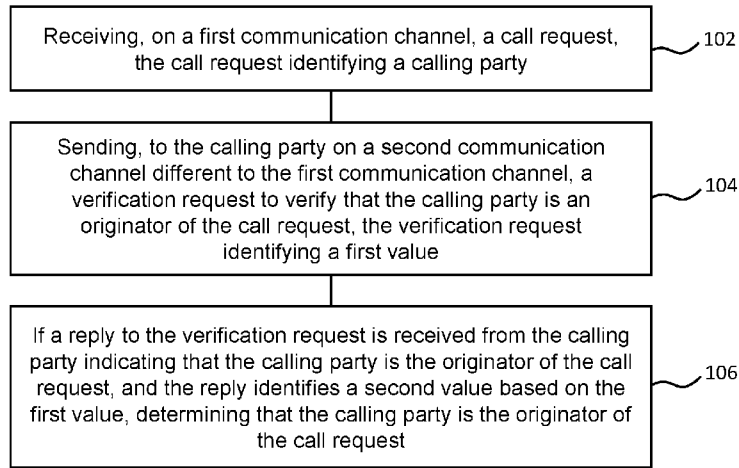 Receiving, on a first communication channel, a call request,
the call request identifying a calling party
102
Sending, to the calling party on a second communication
channel different to the first communication channel, a
verification request to verify that the calling party is an
originator of the call request, the verification request
identifying a first value
104
If a reply to the verification request is received from the calling
party indicating that the calling party is the originator of the call
request, and the reply identifies a second value based on the
first value, determining that the calling party is the originator of
the call request
106